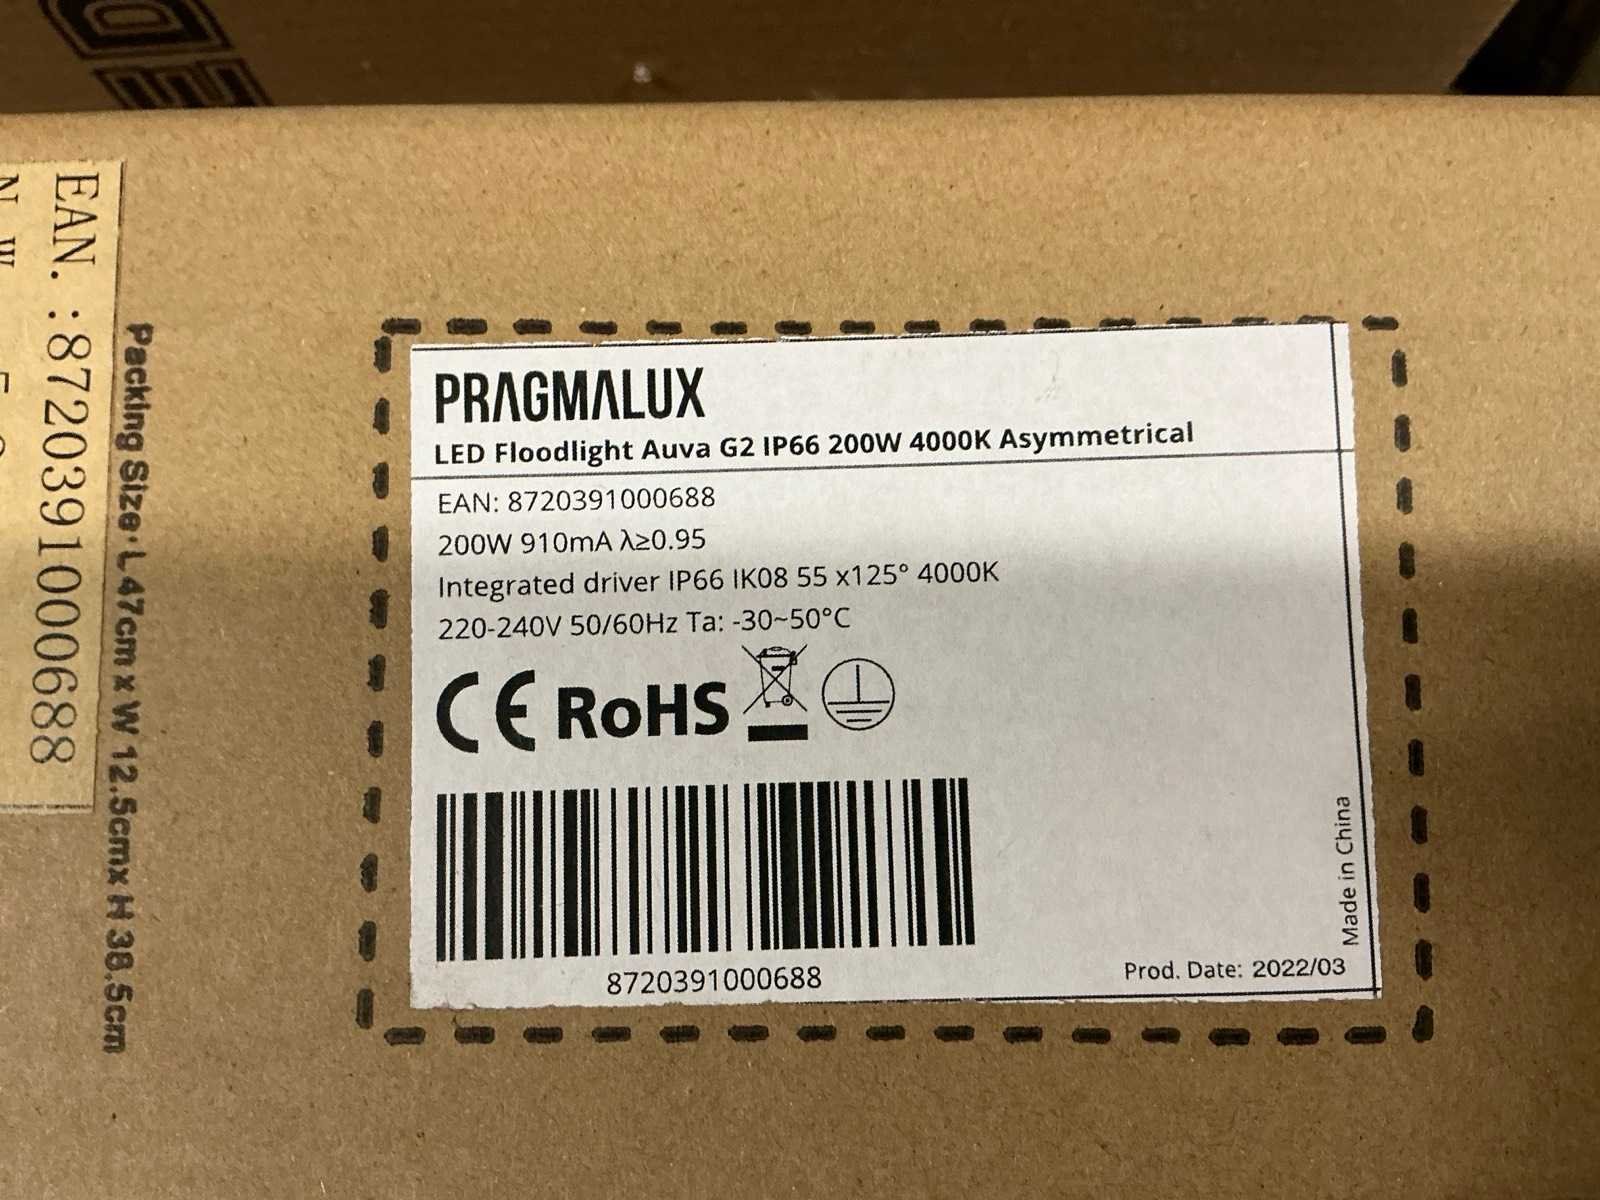 EAN. :8720391000688
Packing Size: L 47cm x W 12.5cmx H 38.5cm
PRAGMALUX
LED Floodlight Auva G2 IP66 200W 4000K Asymmetrical
EAN: 8720391000688
200W 910mA λ≥0.95
Integrated driver IP66 IK08 55 x125° 4000K
220-240V 50/60Hz Ta: -30~50°C
CE RoHS
8720391000688
Prod. Date: 2022/03
Made in China